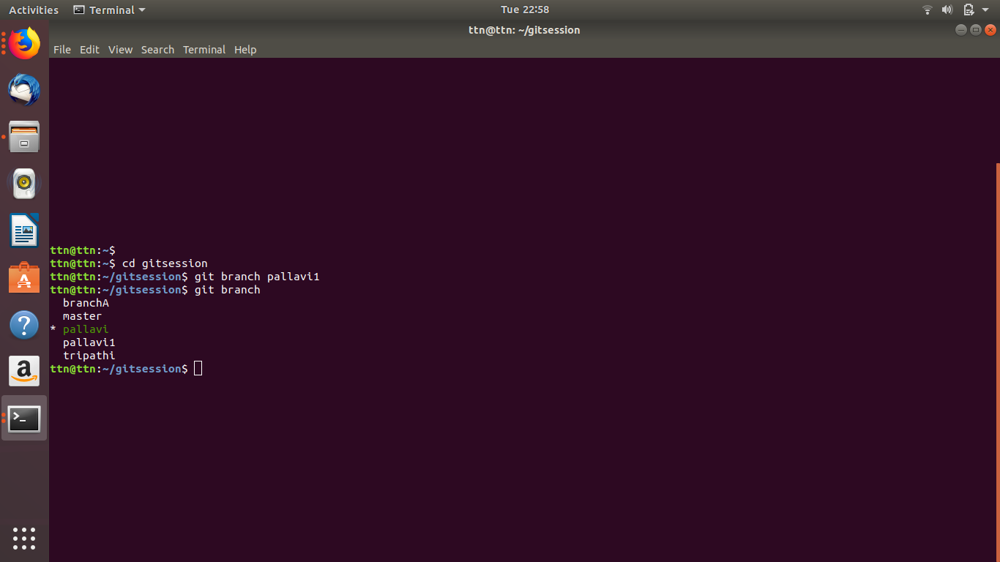 Activities Terminal Tue 22:58
ttn@ttn: ~/gitsession
File Edit View Search Terminal Help
ttn@ttn:~$
ttn@ttn:~$ cd gitsession
ttn@ttn:~/gitsession$ git branch pallavi1
ttn@ttn:~/gitsession$ git branch
  branchA
  master
* pallavi
  pallavi1
  tripathi
ttn@ttn:~/gitsession$